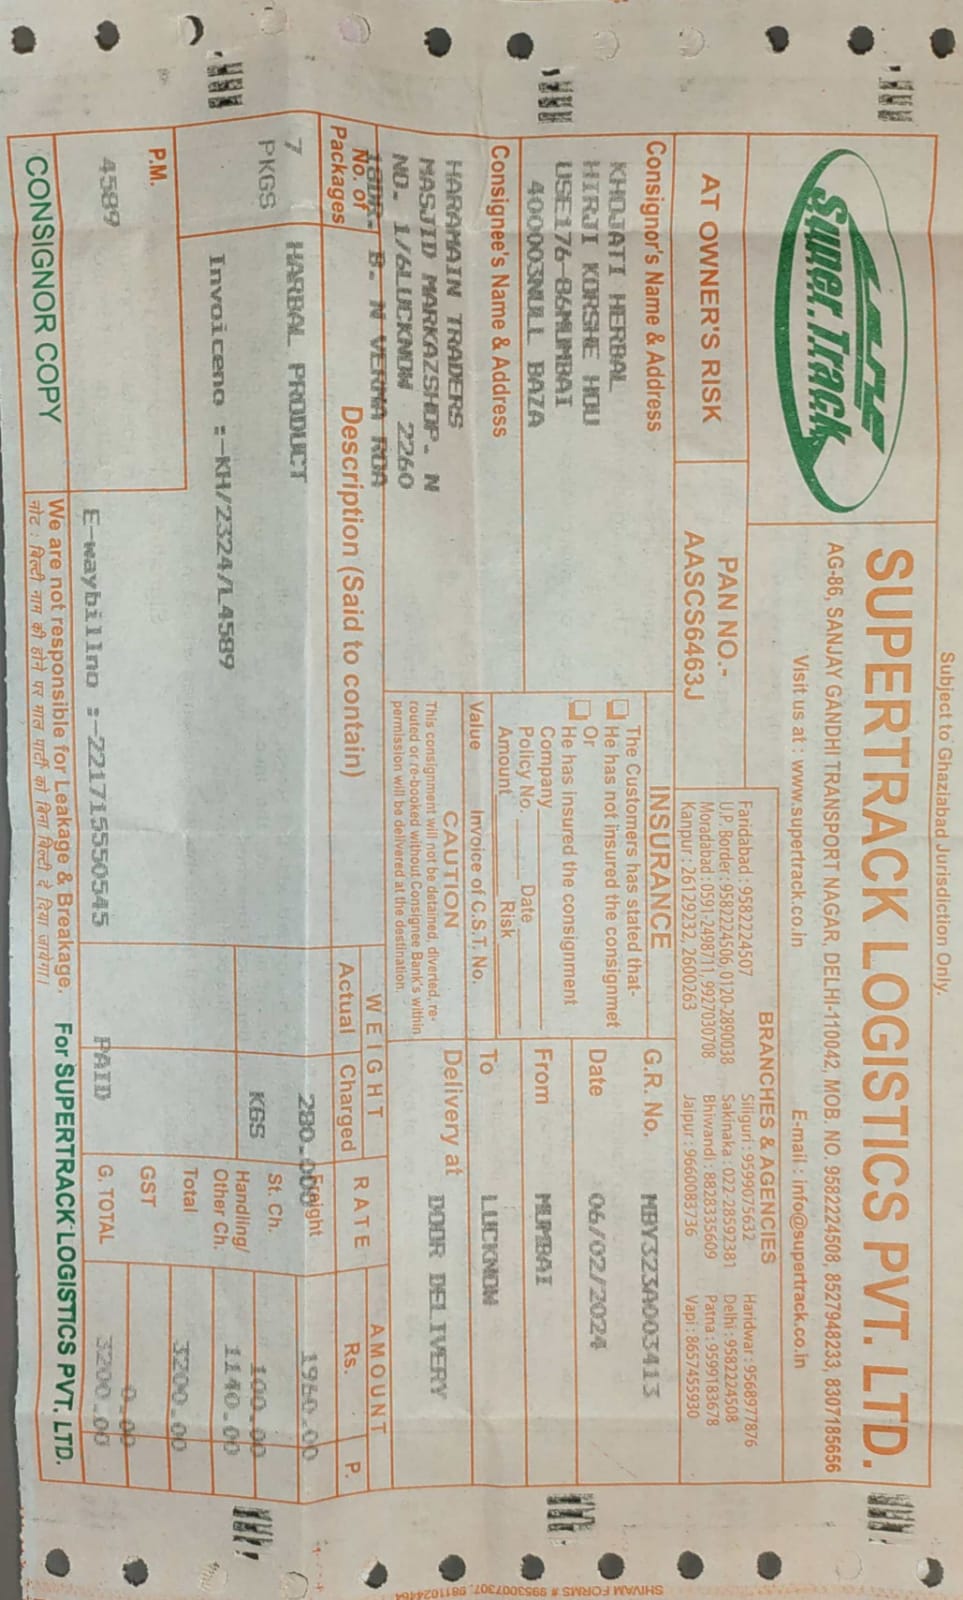 Subject to Ghaziabad Jurisdiction Only.
Super Track
SUPERTRACK LOGISTICS PVT. LTD.
AG-86, SANJAY GANDHI TRANSPORT NAGAR, DELHI-110042, MOB. NO. 9582224508, 8527948233, 8307185656
Visit us at : www.supertrack.co.in E-mail : info@supertrack.co.in
AT OWNER'S RISK
PAN NO.-
AASCS6463J
BRANCHES & AGENCIES
Faridabad : 9582224507 Siliguri : 9599075632 Haridwar : 9568977876
U.P. Border : 9582224506, 0120-2890038 Sakinaka : 022-28592381 Delhi : 9582224508
Moradabad : 0591-2498711, 9927030708 Bhiwandi : 8828335609 Patna : 9599183678
Kanpur : 26129232, 2600263 Jaipur : 9660083736 Vapi : 8657455930
Consignor's Name & Address
KHOJATI HERBAL
HIRJI KORSHE HOU
USE176-86MUMBAI
400003NULL BAZA
Consignee's Name & Address
HARAMAIN TRADERS
MASJID MARKAZSHOP. N
NO. 1/6LUCKNOW 2260
18DR. B. N VERMA ROA
INSURANCE
The Customers has stated that-
He has not insured the consignmet
Or
He has insured the consignment
Company
Policy No. Date
Amount Risk
Value Invoice of C.S.T. No.
CAUTION
This consignment will not be detained, diverted, re-
routed or re-booked without Consignee Bank's within
permission will be delivered at the destination.
G.R. No. MBY323A003413
Date 06/02/2024
From MUMBAI
To LUCKNOW
Delivery at DOOR DELIVERY
No. of Packages
Description (Said to contain)
WEIGHT
Actual Charged
RATE
AMOUNT
Rs. P.
7 HARBAL PRODUCT 280.000 Freight 1960.00
PKGS KGS St. Ch. 100.00
Invoiceno :-KH/2324/L4589 Handling/ Other Ch. 1140.00
Total 3200.00
P.M. GST 0.00
4589 E-waybillno :-221715550545 PAID G. TOTAL 3200.00
We are not responsible for Leakage & Breakage.
नोट : बिल्टी नाम की होने पर माल पार्टी को बिना बिल्टी दे दिया जायेगा।
CONSIGNOR COPY
For SUPERTRACK LOGISTICS PVT. LTD.
SHIVAM FORMS # 9953007307, 9811024464